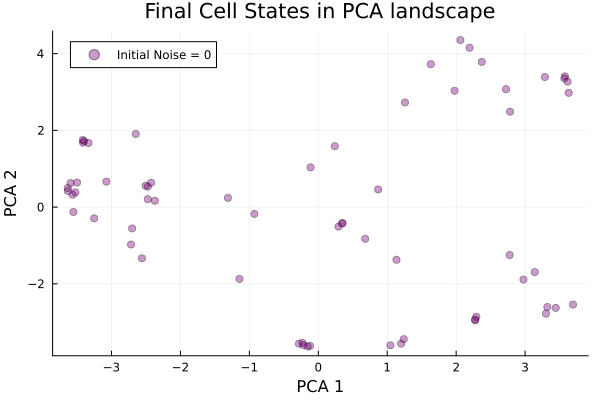 Final Cell States in PCA landscape
Initial Noise = 0
PCA 2
4
2
0
−2
−3
−2
−1
0
1
2
3
PCA 1